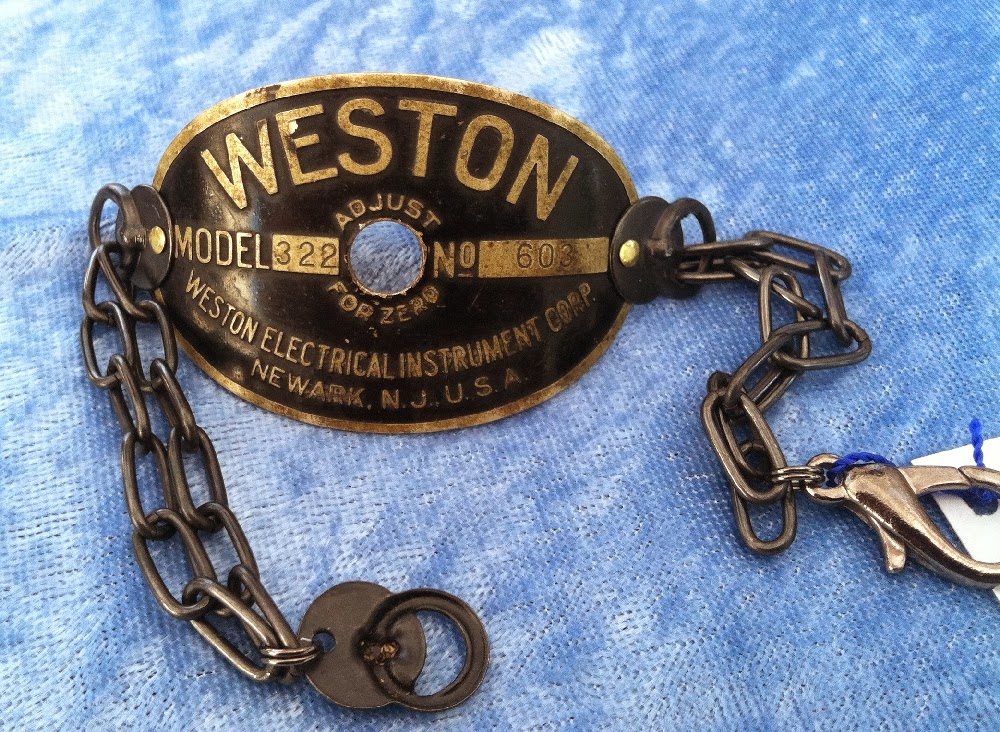 WESTON
ADJUST
MODEL 322 NO 603
FOR ZERO
WESTON ELECTRICAL INSTRUMENT CORP.
NEWARK, N.J., U.S.A.